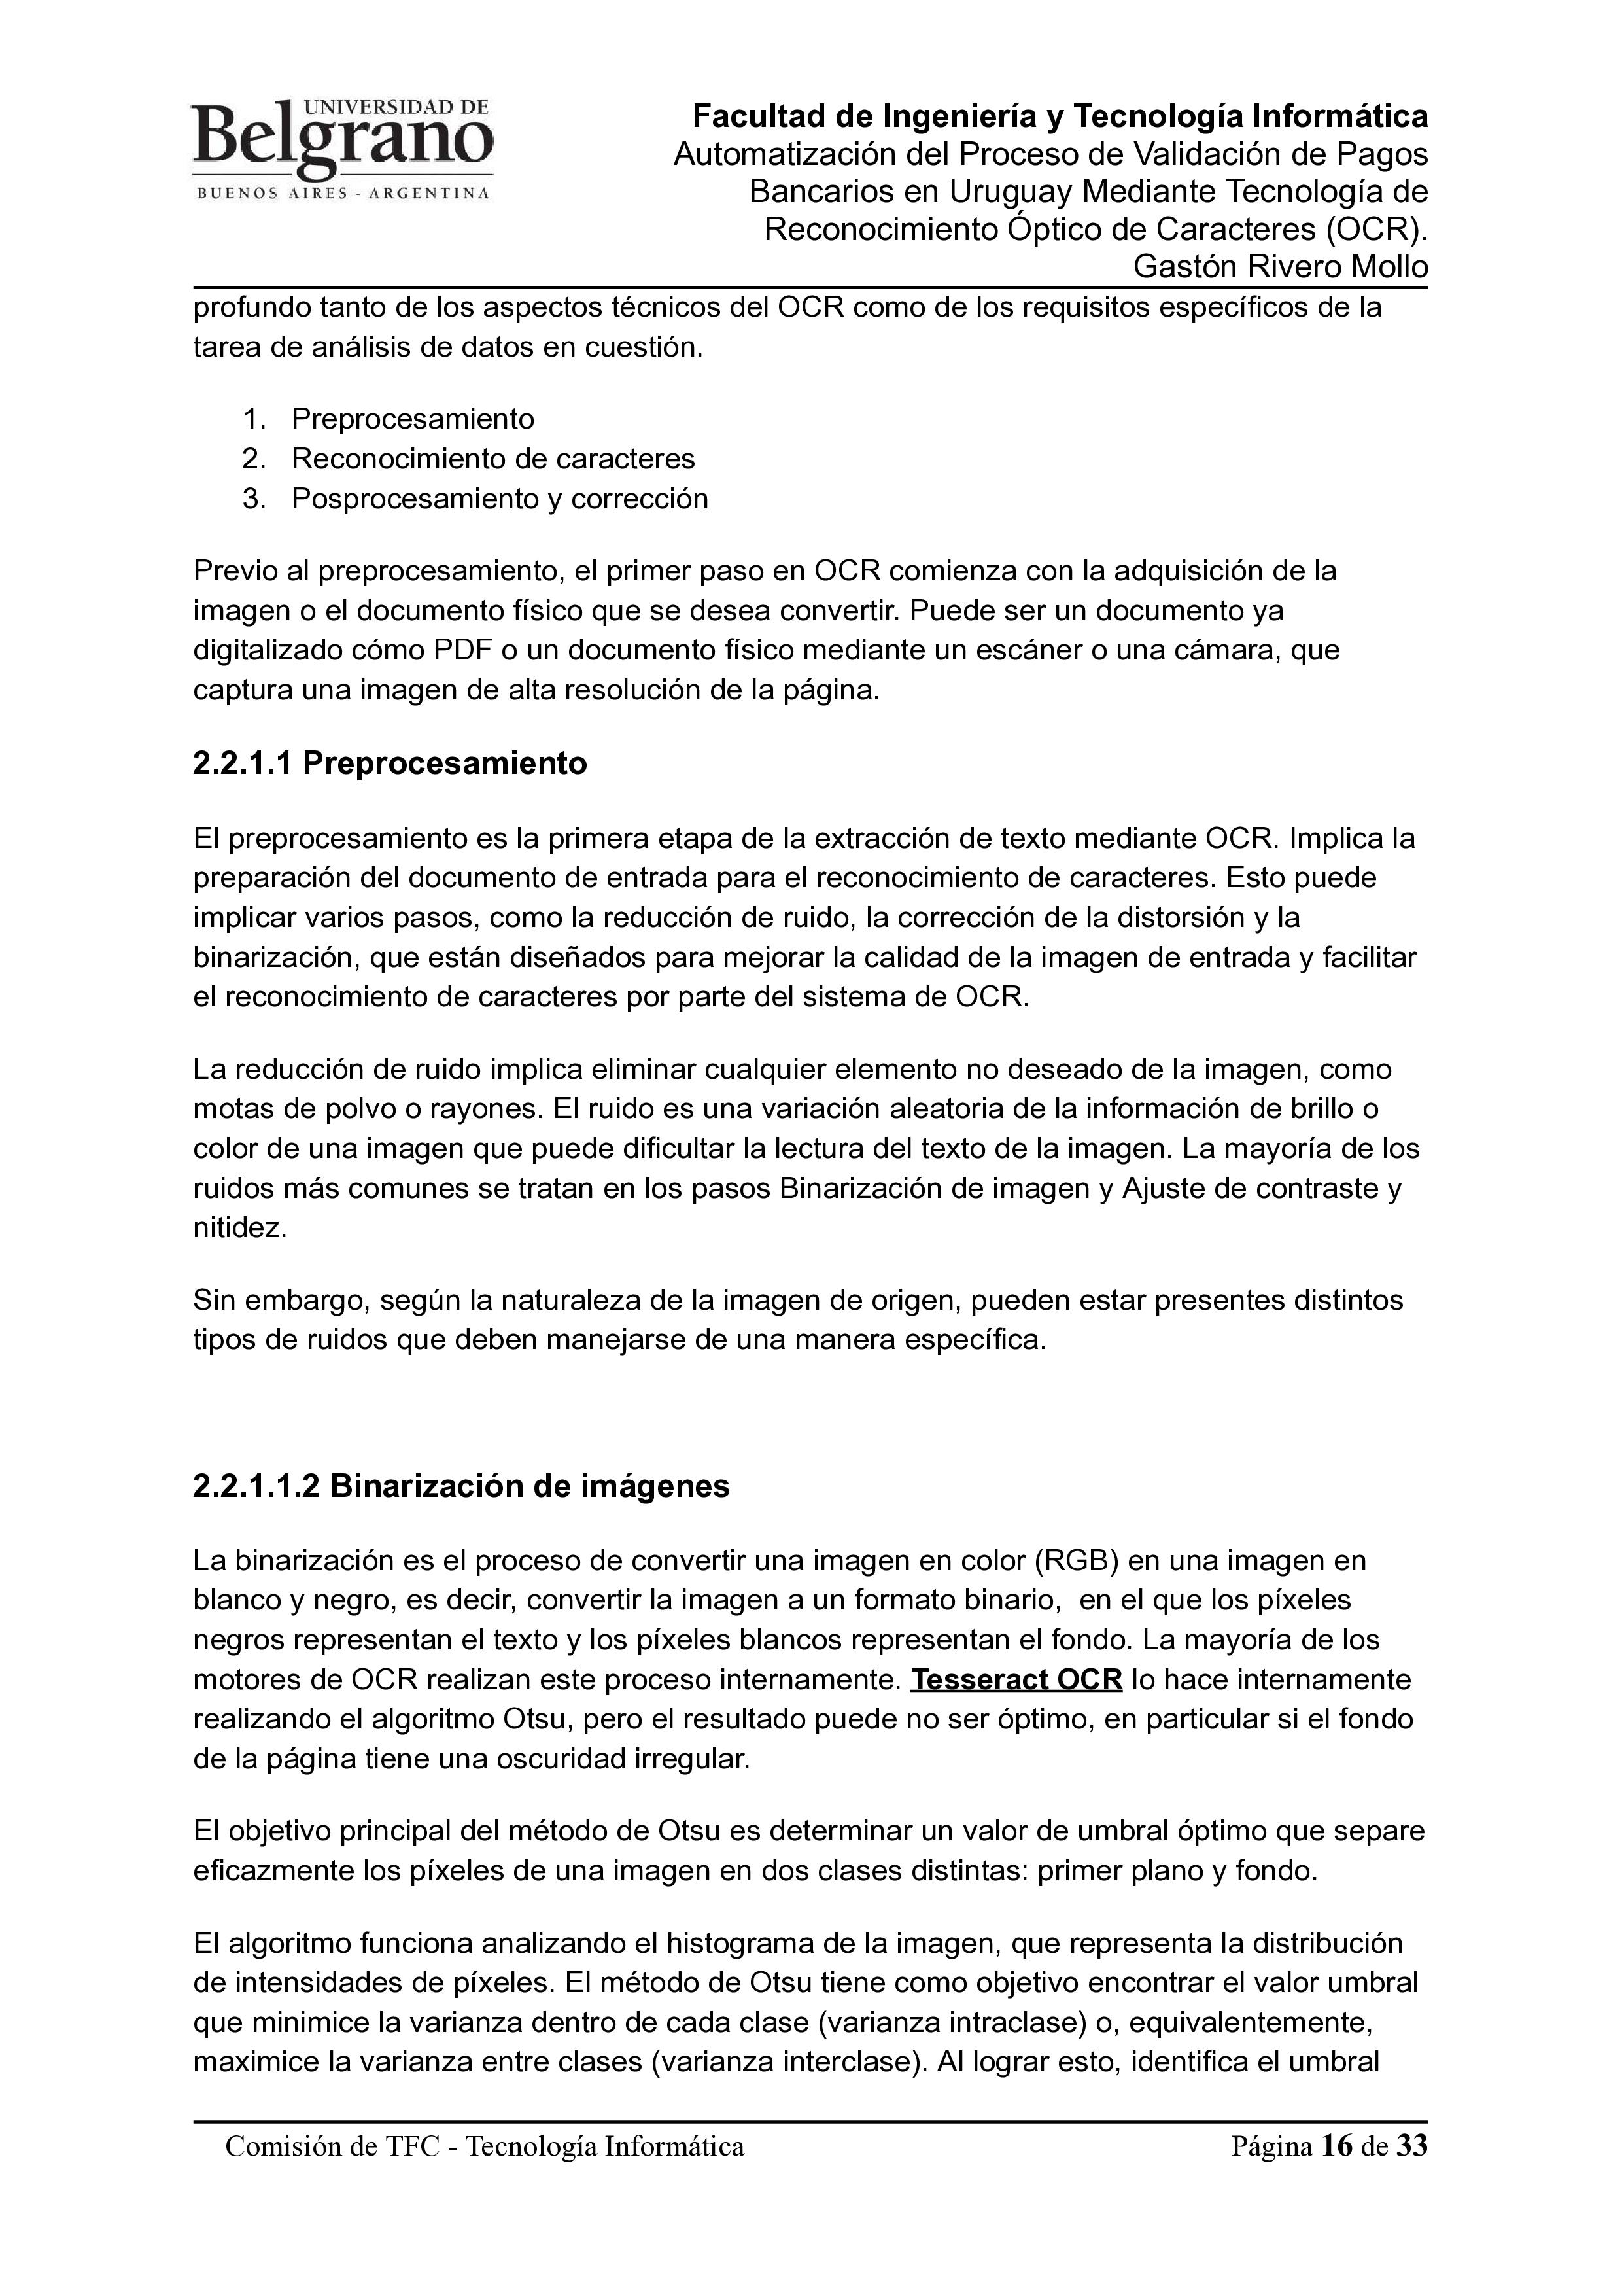 UNIVERSIDAD DE
Belgrano
BUENOS AIRES - ARGENTINA
Facultad de Ingeniería y Tecnología Informática
Automatización del Proceso de Validación de Pagos
Bancarios en Uruguay Mediante Tecnología de
Reconocimiento Óptico de Caracteres (OCR).
Gastón Rivero Mollo
profundo tanto de los aspectos técnicos del OCR como de los requisitos específicos de la
tarea de análisis de datos en cuestión.
1. Preprocesamiento
2. Reconocimiento de caracteres
3. Posprocesamiento y corrección
Previo al preprocesamiento, el primer paso en OCR comienza con la adquisición de la
imagen o el documento físico que se desea convertir. Puede ser un documento ya
digitalizado cómo PDF o un documento físico mediante un escáner o una cámara, que
captura una imagen de alta resolución de la página.
2.2.1.1 Preprocesamiento
El preprocesamiento es la primera etapa de la extracción de texto mediante OCR. Implica la
preparación del documento de entrada para el reconocimiento de caracteres. Esto puede
implicar varios pasos, como la reducción de ruido, la corrección de la distorsión y la
binarización, que están diseñados para mejorar la calidad de la imagen de entrada y facilitar
el reconocimiento de caracteres por parte del sistema de OCR.
La reducción de ruido implica eliminar cualquier elemento no deseado de la imagen, como
motas de polvo o rayones. El ruido es una variación aleatoria de la información de brillo o
color de una imagen que puede dificultar la lectura del texto de la imagen. La mayoría de los
ruidos más comunes se tratan en los pasos Binarización de imagen y Ajuste de contraste y
nitidez.
Sin embargo, según la naturaleza de la imagen de origen, pueden estar presentes distintos
tipos de ruidos que deben manejarse de una manera específica.
2.2.1.1.2 Binarización de imágenes
La binarización es el proceso de convertir una imagen en color (RGB) en una imagen en
blanco y negro, es decir, convertir la imagen a un formato binario,  en el que los píxeles
negros representan el texto y los píxeles blancos representan el fondo. La mayoría de los
motores de OCR realizan este proceso internamente. Tesseract OCR lo hace internamente
realizando el algoritmo Otsu, pero el resultado puede no ser óptimo, en particular si el fondo
de la página tiene una oscuridad irregular.
El objetivo principal del método de Otsu es determinar un valor de umbral óptimo que separe
eficazmente los píxeles de una imagen en dos clases distintas: primer plano y fondo.
El algoritmo funciona analizando el histograma de la imagen, que representa la distribución
de intensidades de píxeles. El método de Otsu tiene como objetivo encontrar el valor umbral
que minimice la varianza dentro de cada clase (varianza intraclase) o, equivalentemente,
maximice la varianza entre clases (varianza interclase). Al lograr esto, identifica el umbral
Comisión de TFC - Tecnología Informática Página 16 de 33